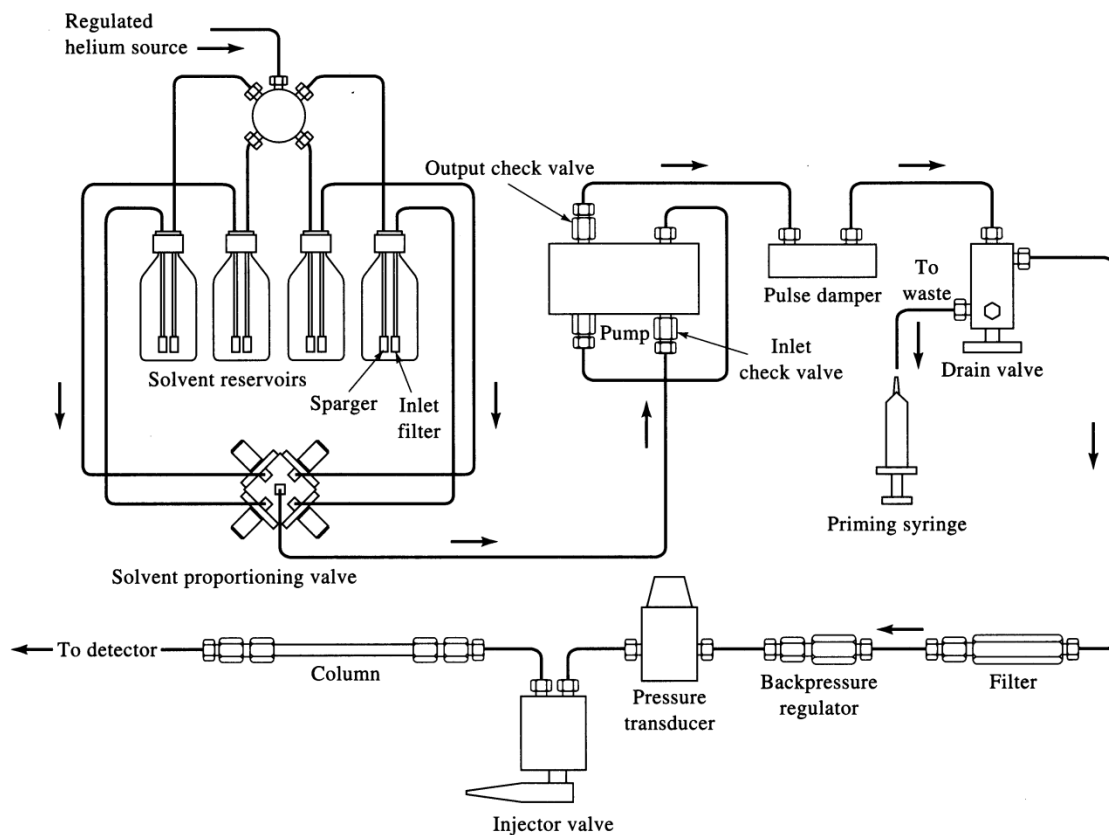 Regulated
helium source
Output check valve
To
waste
Pulse damper
Pump
Inlet
check valve
Drain valve
Solvent reservoirs
Sparger
Inlet
filter
Priming syringe
Solvent proportioning valve
To detector
Column
Pressure
transducer
Backpressure
regulator
Filter
Injector valve